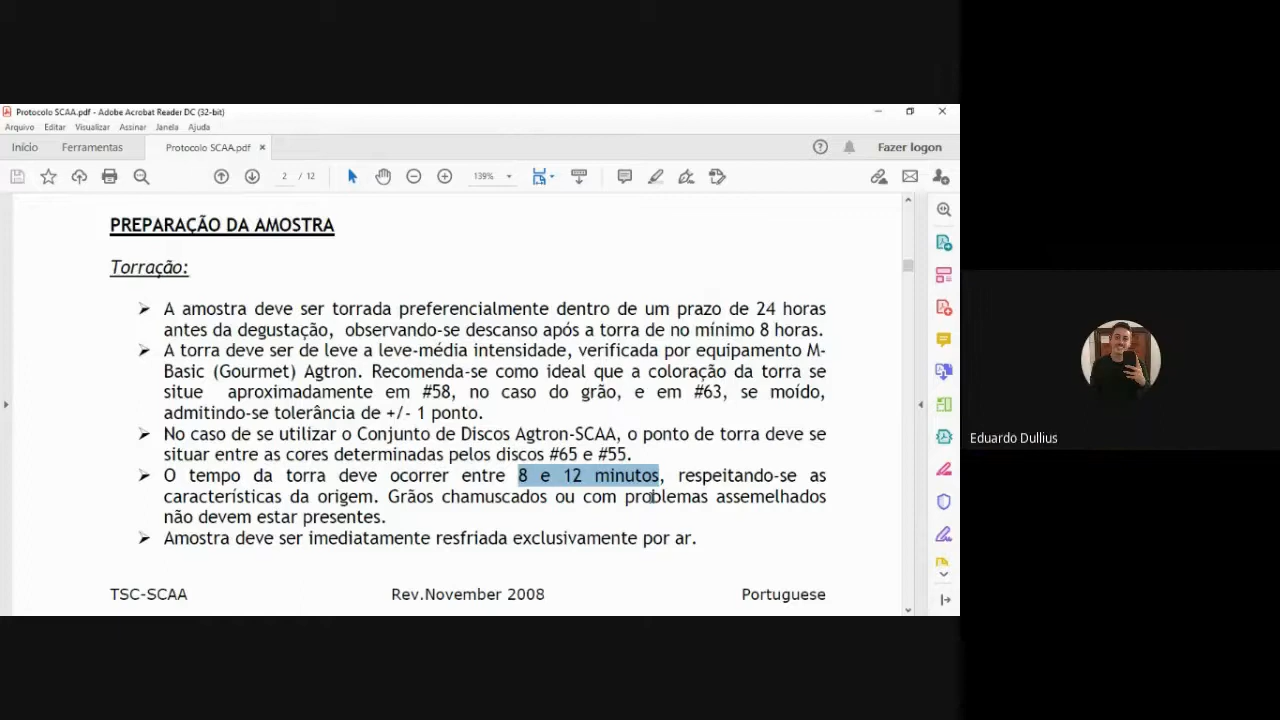 Protocolo SCAA.pdf - Adobe Acrobat Reader DC (32-bit)
Arquivo Editar Visualizar Assinar Janela Ajuda
Início Ferramentas Protocolo SCAA.pdf × Fazer logon
2 / 12 139%
PREPARAÇÃO DA AMOSTRA
Torração:
➢ A amostra deve ser torrada preferencialmente dentro de um prazo de 24 horas
antes da degustação, observando-se descanso após a torra de no mínimo 8 horas.
➢ A torra deve ser de leve a leve-média intensidade, verificada por equipamento M-
Basic (Gourmet) Agtron. Recomenda-se como ideal que a coloração da torra se
situe aproximadamente em #58, no caso do grão, e em #63, se moído,
admitindo-se tolerância de +/- 1 ponto.
➢ No caso de se utilizar o Conjunto de Discos Agtron-SCAA, o ponto de torra deve se
situar entre as cores determinadas pelos discos #65 e #55.
➢ O tempo da torra deve ocorrer entre 8 e 12 minutos, respeitando-se as
características da origem. Grãos chamuscados ou com problemas assemelhados
não devem estar presentes.
➢ Amostra deve ser imediatamente resfriada exclusivamente por ar.
TSC-SCAA Rev.November 2008 Portuguese
Eduardo Dullius